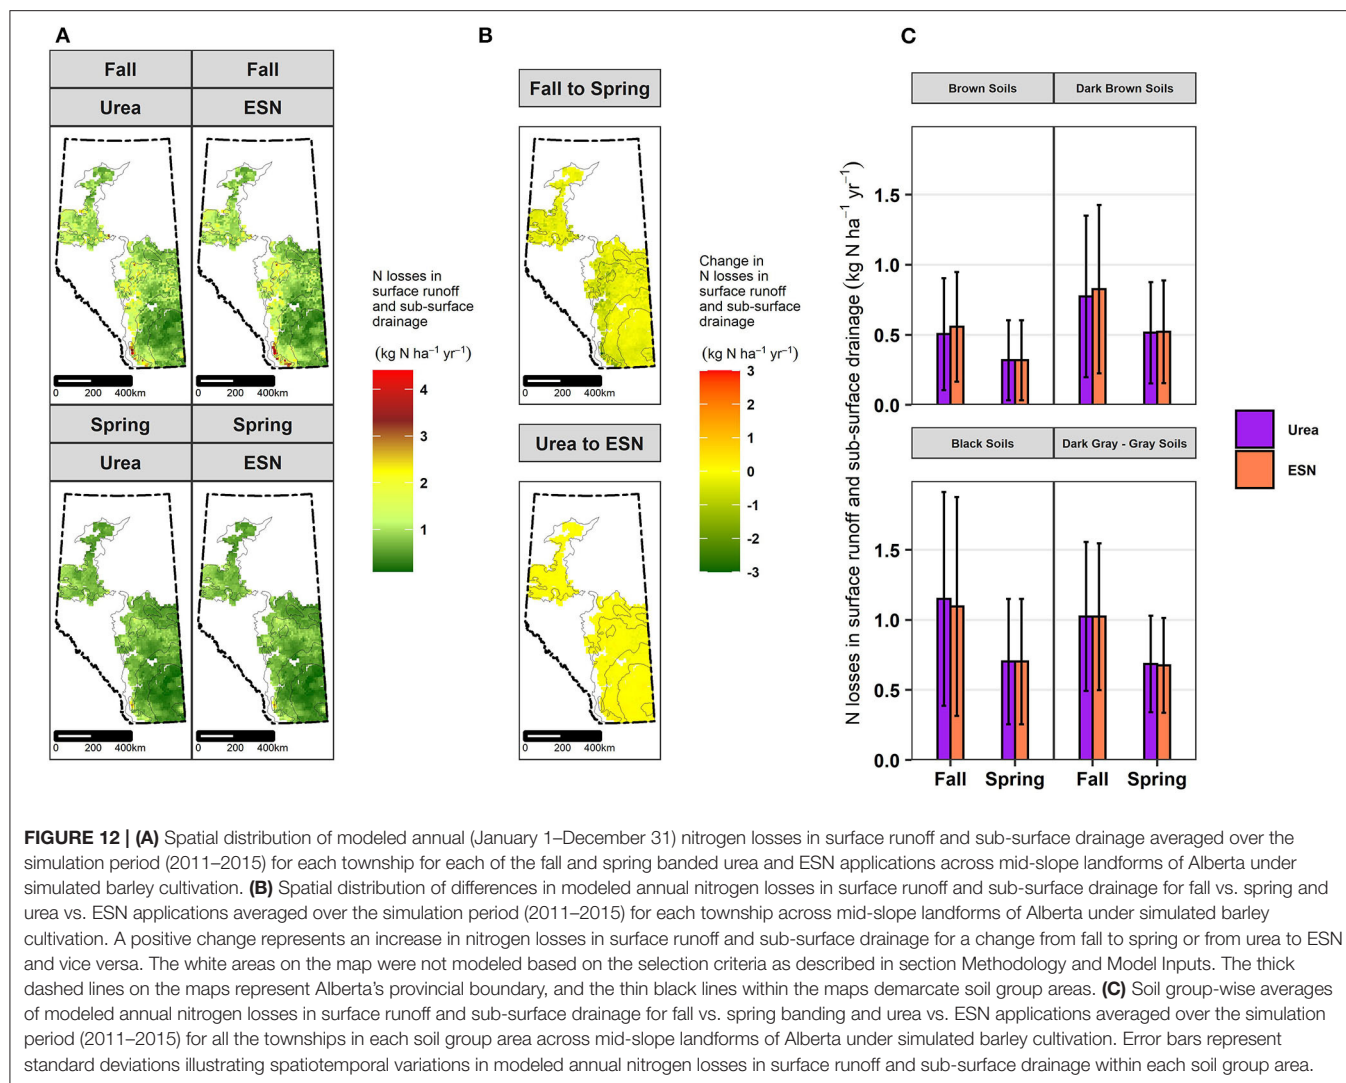 A
B
C
Fall
Fall
Urea
ESN
0 200 400km
0 200 400km
Spring
Spring
Urea
ESN
0 200 400km
0 200 400km
N losses in
surface runoff
and sub-surface
drainage
(kg N ha⁻¹ yr⁻¹)
4
3
2
1
Fall to Spring
0 200 400km
Urea to ESN
0 200 400km
Change in
N losses in
surface runoff
and sub-surface
drainage
(kg N ha⁻¹ yr⁻¹)
3
2
1
0
-1
-2
-3
N losses in surface runoff and sub-surface drainage (kg N ha⁻¹ yr⁻¹)
Brown Soils
Dark Brown Soils
1.5
1.0
0.5
0.0
Black Soils
Dark Gray - Gray Soils
1.5
1.0
0.5
0.0
Fall Spring Fall Spring
Urea
ESN
FIGURE 12 | (A) Spatial distribution of modeled annual (January 1–December 31) nitrogen losses in surface runoff and sub-surface drainage averaged over the
simulation period (2011–2015) for each township for each of the fall and spring banded urea and ESN applications across mid-slope landforms of Alberta under
simulated barley cultivation. (B) Spatial distribution of differences in modeled annual nitrogen losses in surface runoff and sub-surface drainage for fall vs. spring and
urea vs. ESN applications averaged over the simulation period (2011–2015) for each township across mid-slope landforms of Alberta under simulated barley
cultivation. A positive change represents an increase in nitrogen losses in surface runoff and sub-surface drainage for a change from fall to spring or from urea to ESN
and vice versa. The white areas on the map were not modeled based on the selection criteria as described in section Methodology and Model Inputs. The thick
dashed lines on the maps represent Alberta's provincial boundary, and the thin black lines within the maps demarcate soil group areas. (C) Soil group-wise averages
of modeled annual nitrogen losses in surface runoff and sub-surface drainage for fall vs. spring banding and urea vs. ESN applications averaged over the simulation
period (2011–2015) for all the townships in each soil group area across mid-slope landforms of Alberta under simulated barley cultivation. Error bars represent
standard deviations illustrating spatiotemporal variations in modeled annual nitrogen losses in surface runoff and sub-surface drainage within each soil group area.